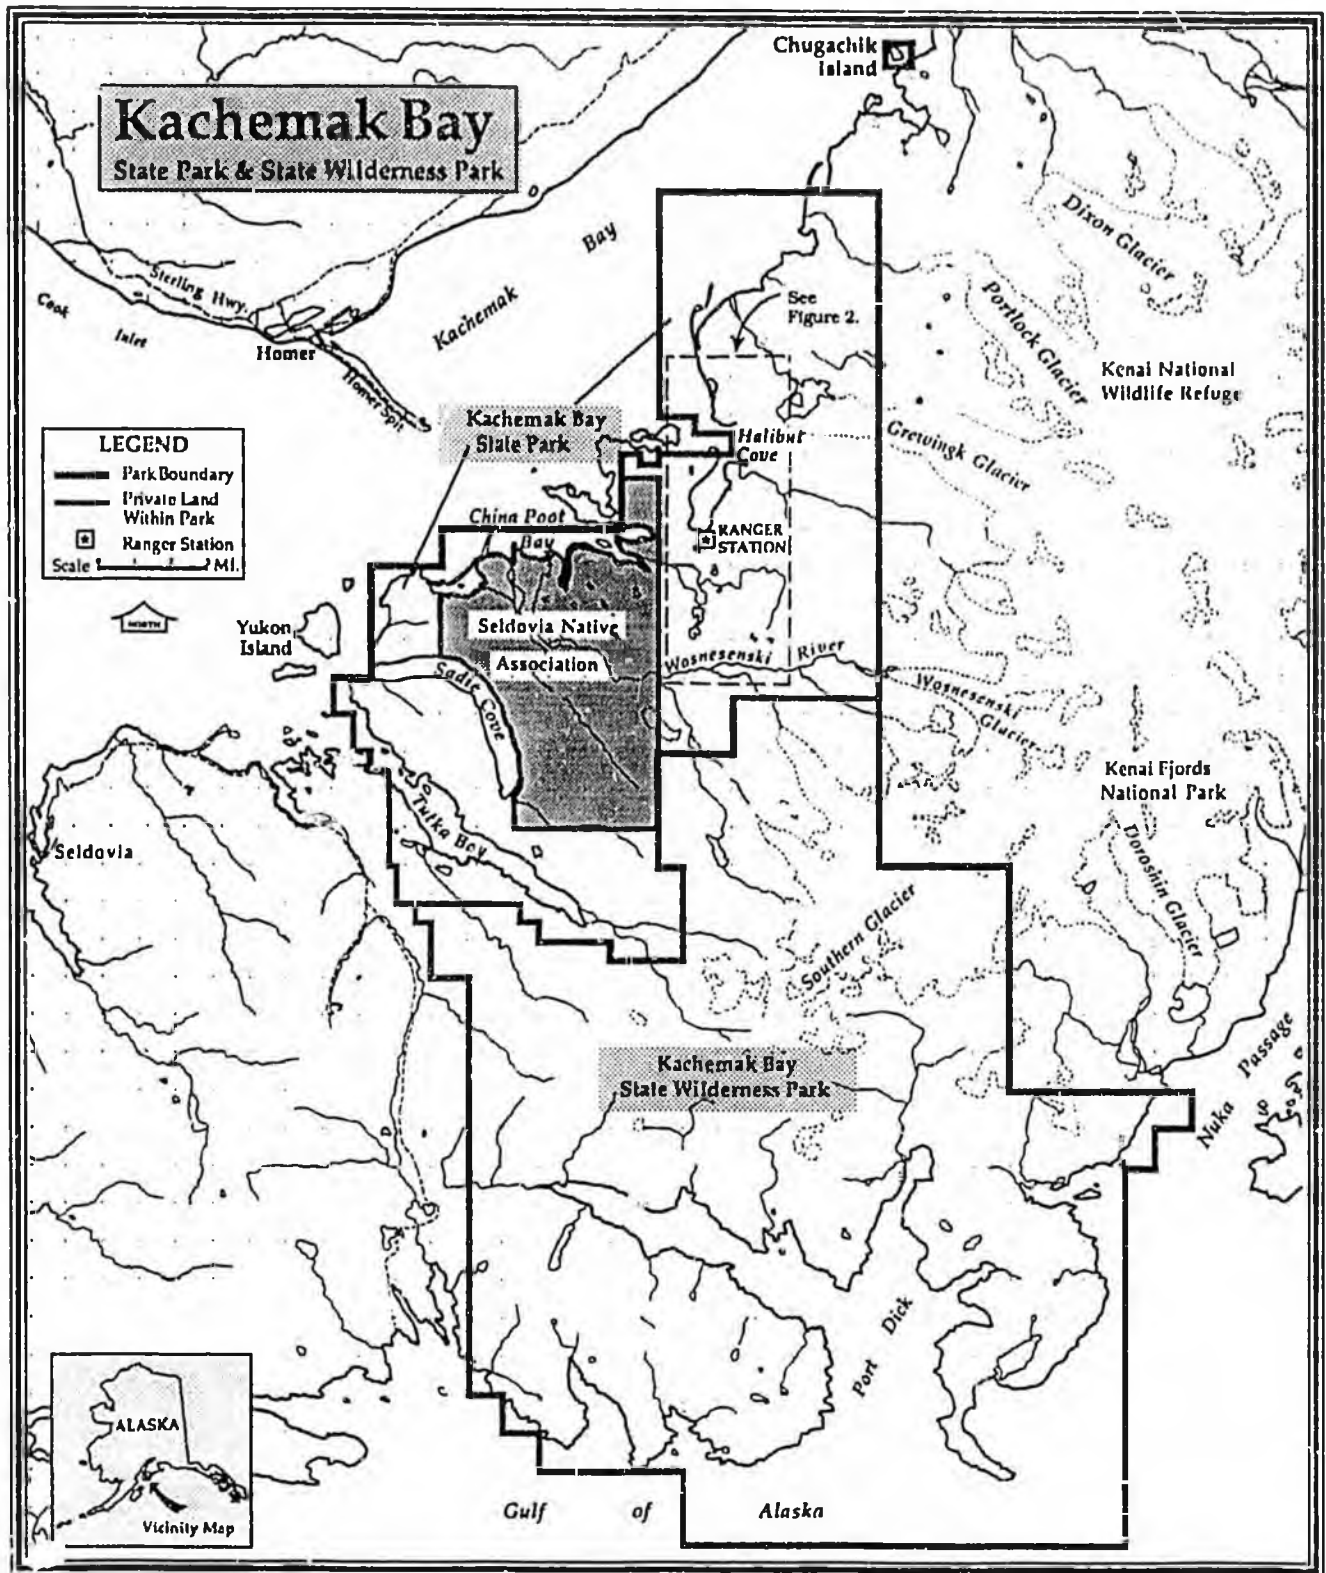 Kachemak Bay
State Park & State Wilderness Park
Chugachik
Island
Dixon Glacier
Portlock Glacier
Kenai National
Wildlife Refuge
See
Figure 2.
Kachemak
Bay
Sterling Hwy.
Cook
Inlet
Homer
Homer Spit
Kachemak Bay
State Park
Halibut
Cove
Grewingk Glacier
LEGEND
Park Boundary
Private Land
Within Park
Ranger Station
Scale
MI.
NORTH
China Poot
Bay
RANGER
STATION
Yukon
Island
Seldovia Native
Association
Sadie Cove
Wosnesenski River
Wosnesenski
Glacier
Kenai Fjords
National Park
Tutka Bay
Seldovia
Doroshin Glacier
Southern Glacier
Kachemak Bay
State Wilderness Park
Nuka Passage
Port Dick
ALASKA
Vicinity Map
Gulf of Alaska